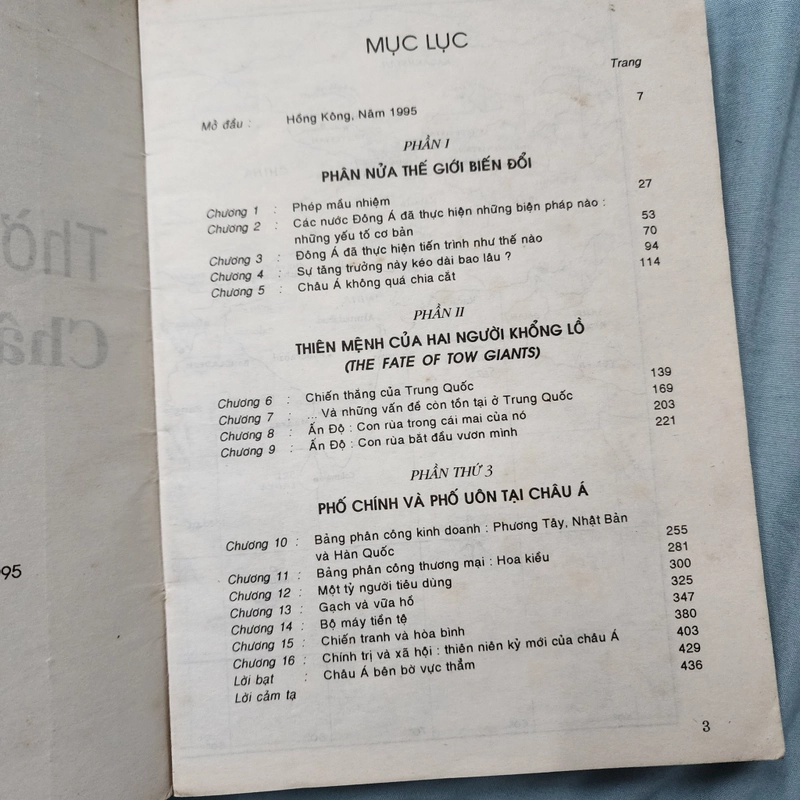 MỤC LỤC
Trang
Mở đầu : Hồng Kông, Năm 1995 7
PHẦN I
PHÂN NỬA THẾ GIỚI BIẾN ĐỔI
Chương 1 : Phép mầu nhiệm 27
Chương 2 : Các nước Đông Á đã thực hiện những biện pháp nào :
những yếu tố cơ bản 53
Chương 3 : Đông Á đã thực hiện tiến trình như thế nào 70
Chương 4 : Sự tăng trưởng này kéo dài bao lâu ? 94
Chương 5 : Châu Á không quá chia cắt 114
PHẦN II
THIÊN MỆNH CỦA HAI NGƯỜI KHỔNG LỒ
(THE FATE OF TOW GIANTS)
Chương 6 : Chiến thắng của Trung Quốc 139
Chương 7 : ... Và những vấn đề còn tồn tại ở Trung Quốc 169
Chương 8 : Ấn Độ : Con rùa trong cái mai của nó 203
Chương 9 : Ấn Độ : Con rùa bắt đầu vươn mình 221
PHẦN THỨ 3
PHỐ CHÍNH VÀ PHỐ UÔN TẠI CHÂU Á
Chương 10 : Bảng phân công kinh doanh : Phương Tây, Nhật Bản
và Hàn Quốc 255
Chương 11 : Bảng phân công thương mại : Hoa kiều 281
Chương 12 : Một tỷ người tiêu dùng 300
Chương 13 : Gạch và vữa hồ 325
Chương 14 : Bộ máy tiền tệ 347
Chương 15 : Chiến tranh và hòa bình 380
Chương 16 : Chính trị và xã hội : thiên niên kỷ mới của châu Á 403
Lời bạt : Châu Á bên bờ vực thẳm 429
Lời cảm tạ 436
3